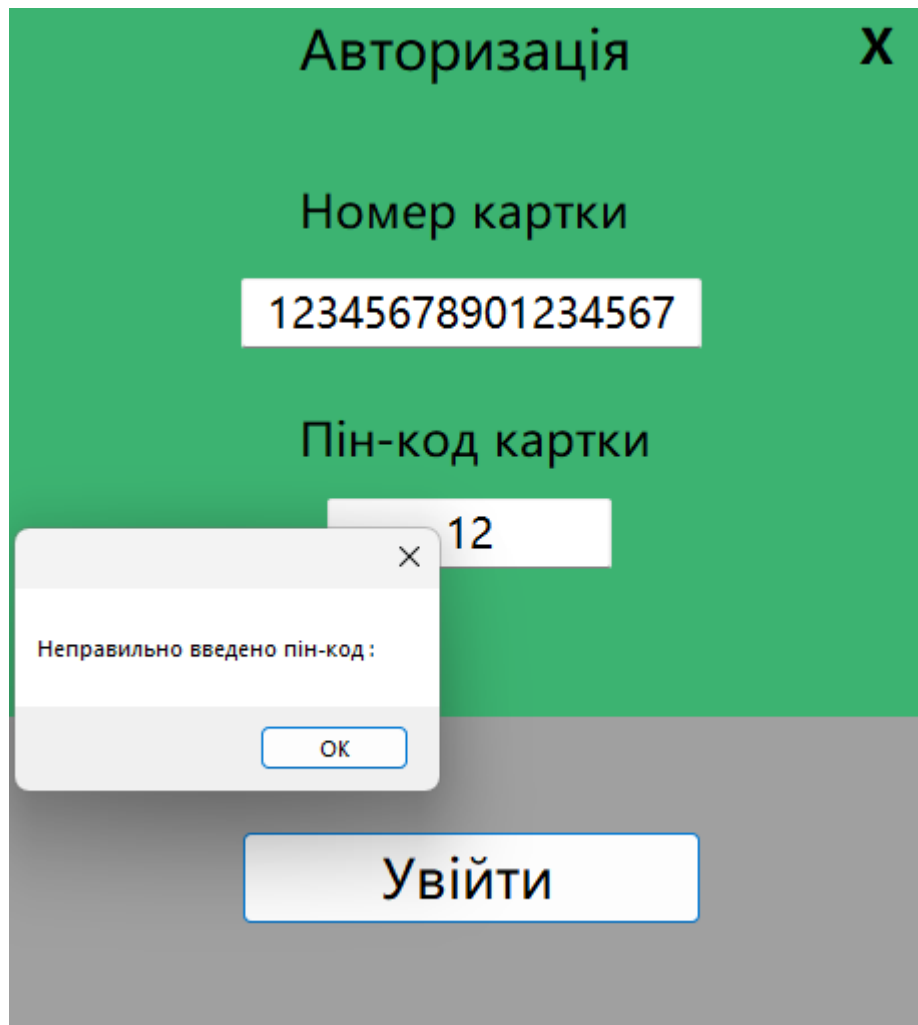 Авторизація X
Номер картки
12345678901234567
Пін-код картки
12
Неправильно введено пін-код :
OK
Увійти